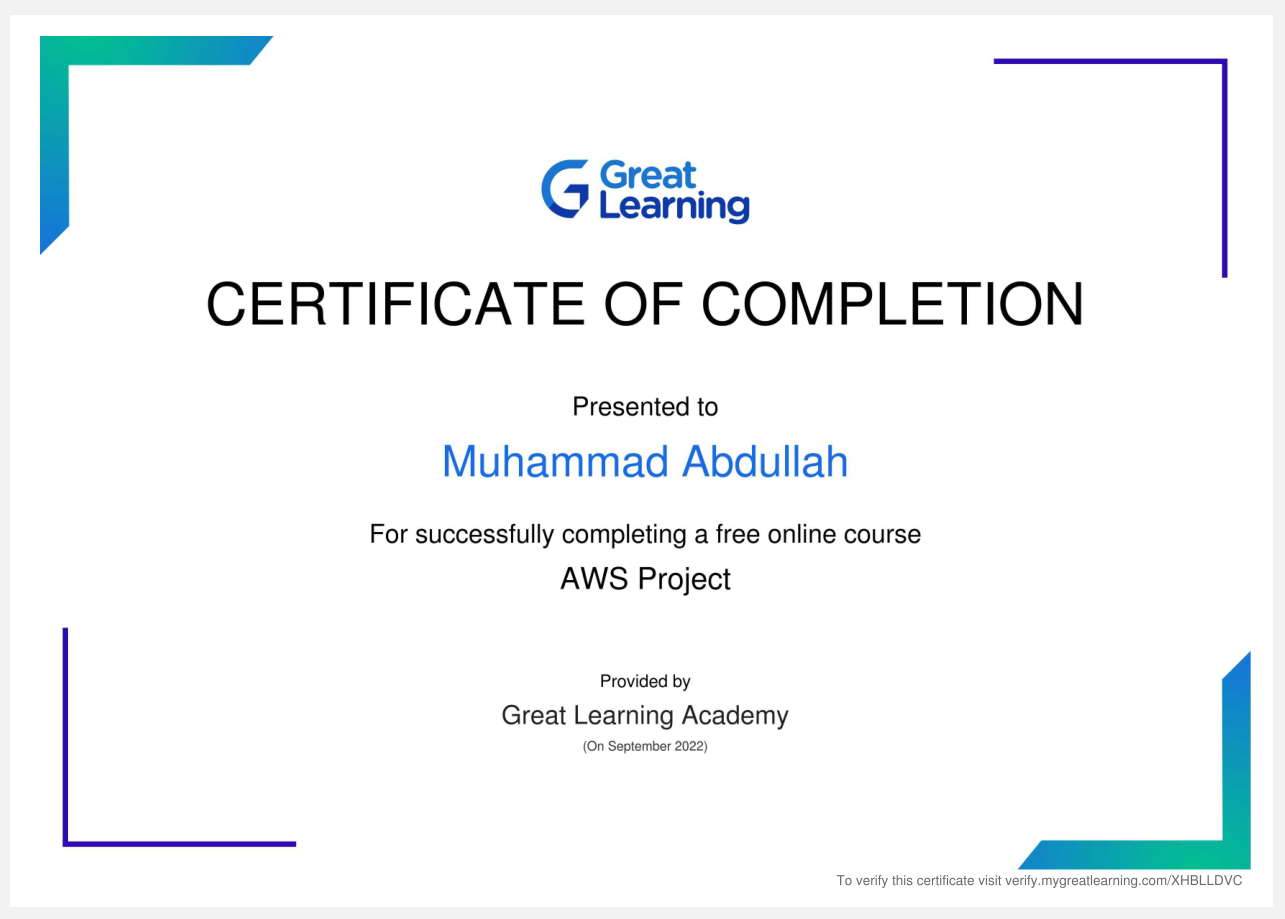 Great
Learning
CERTIFICATE OF COMPLETION
Presented to
Muhammad Abdullah
For successfully completing a free online course
AWS Project
Provided by
Great Learning Academy
(On September 2022)
To verify this certificate visit verify.mygreatlearning.com/XHBLLDVC